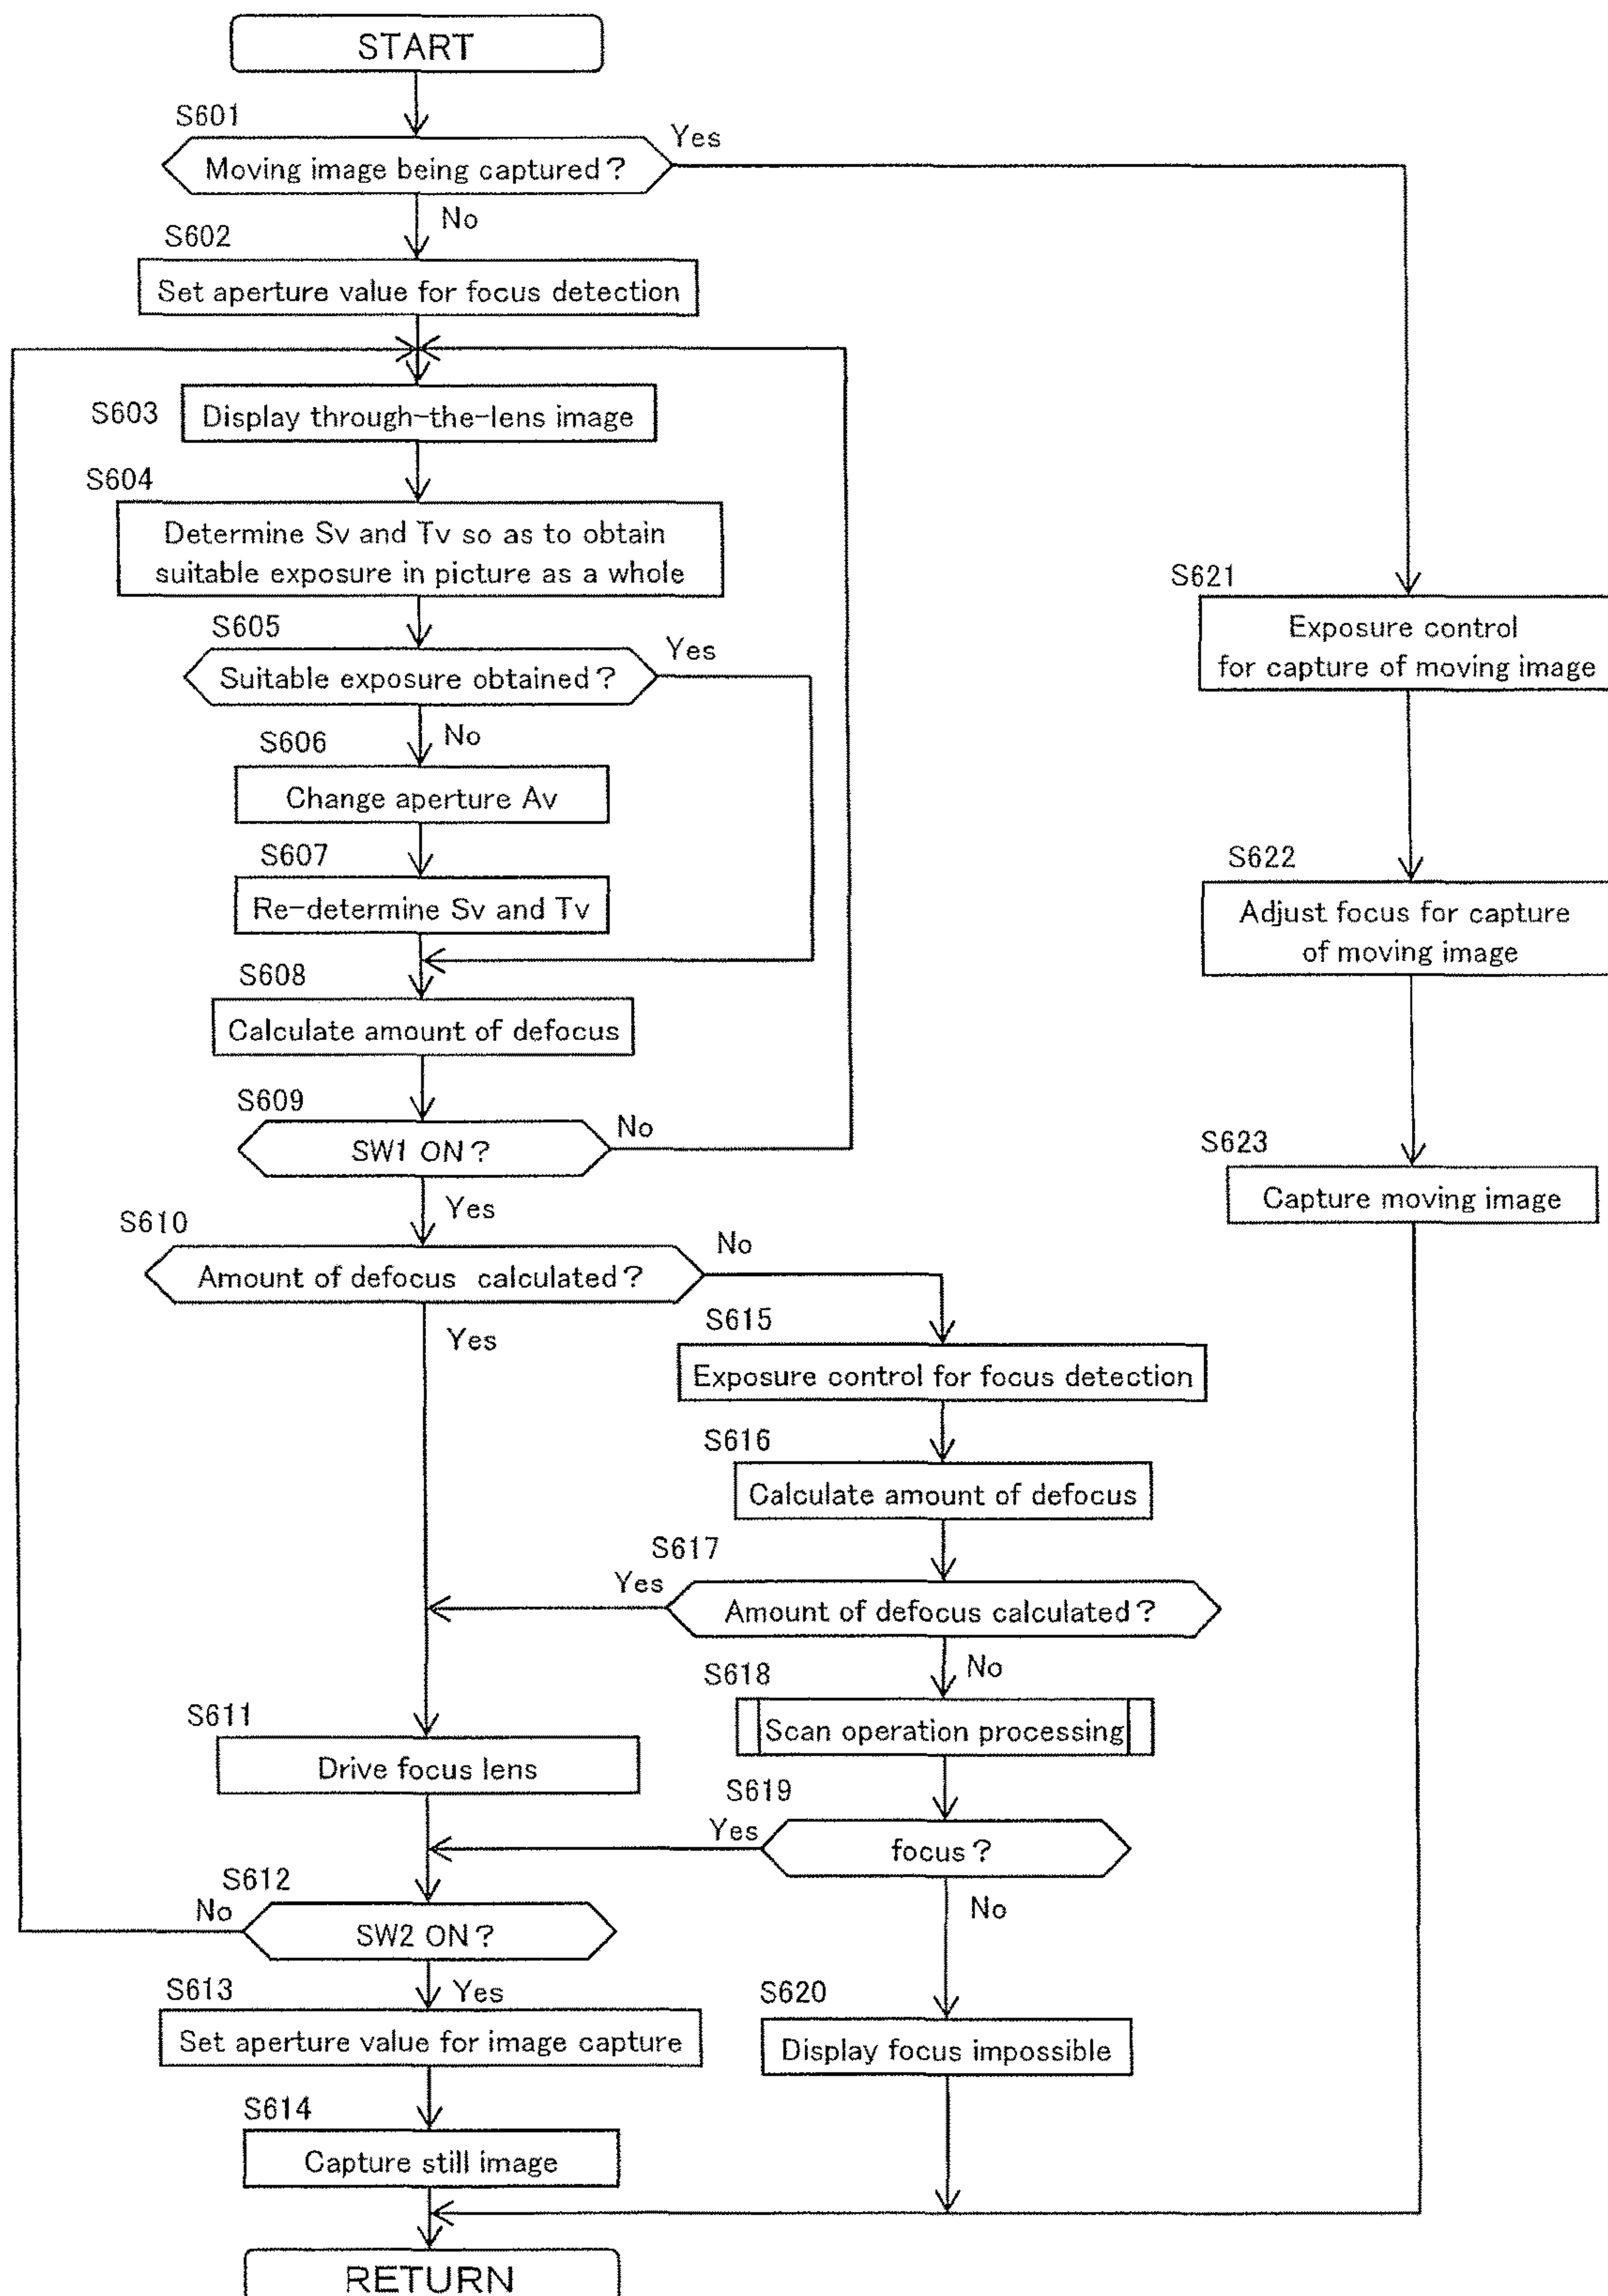 START
S601
Moving image being captured?
Yes
No
S602
Set aperture value for focus detection
S603
Display through-the-lens image
S604
Determine Sv and Tv so as to obtain
suitable exposure in picture as a whole
S605
Suitable exposure obtained?
Yes
No
S606
Change aperture Av
S607
Re-determine Sv and Tv
S608
Calculate amount of defocus
S609
SW1 ON?
No
Yes
S610
Amount of defocus calculated?
No
Yes
S615
Exposure control for focus detection
S616
Calculate amount of defocus
S617
Yes
Amount of defocus calculated?
No
S618
Scan operation processing
S611
Drive focus lens
S619
Yes
focus?
No
S612
No
SW2 ON?
Yes
S613
Set aperture value for image capture
S620
Display focus impossible
S614
Capture still image
S621
Exposure control
for capture of moving image
S622
Adjust focus for capture
of moving image
S623
Capture moving image
RETURN